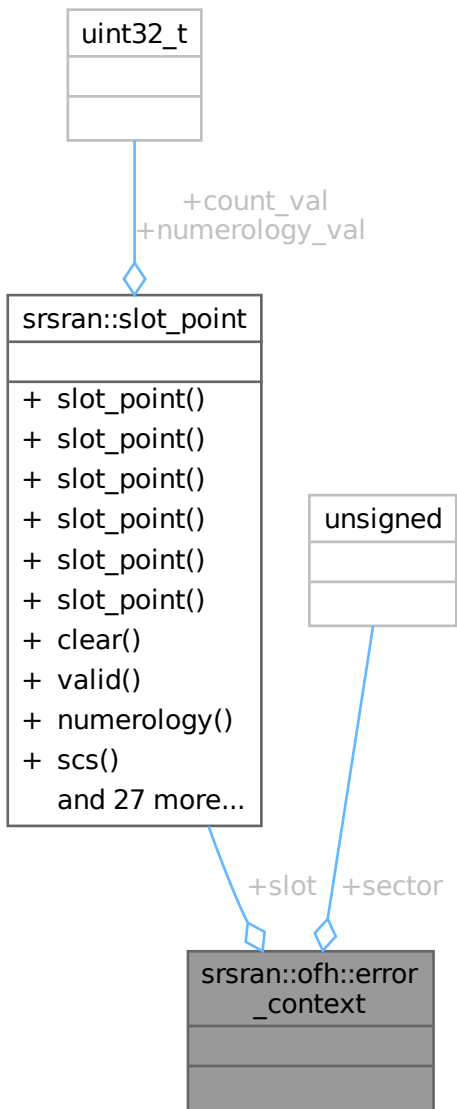 uint32_t
+count_val
+numerology_val
srsran::slot_point
+ slot_point()
+ slot_point()
+ slot_point()
+ slot_point()
+ slot_point()
+ slot_point()
+ clear()
+ valid()
+ numerology()
+ scs()
and 27 more...
unsigned
+slot
+sector
srsran::ofh::error
_context